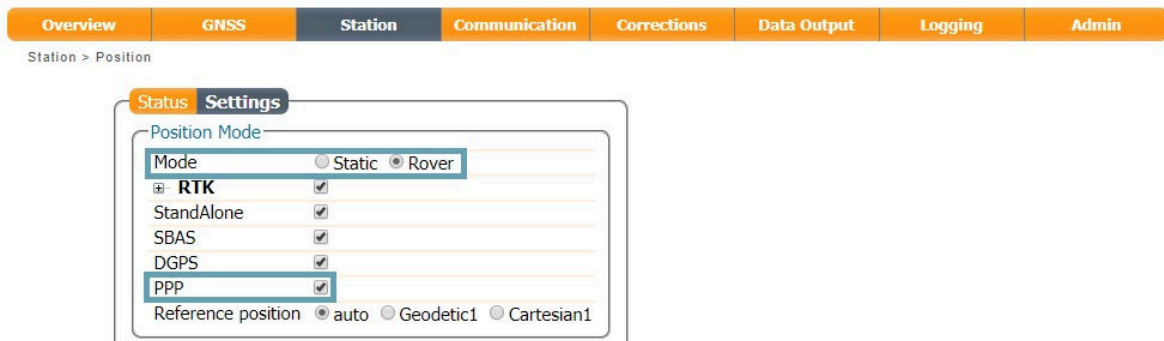 Overview GNSS Station Communication Corrections Data Output Logging Admin
Station > Position
Status Settings
Position Mode
Mode Static Rover
RTK
StandAlone
SBAS
DGPS
PPP
Reference position auto Geodetic1 Cartesian1